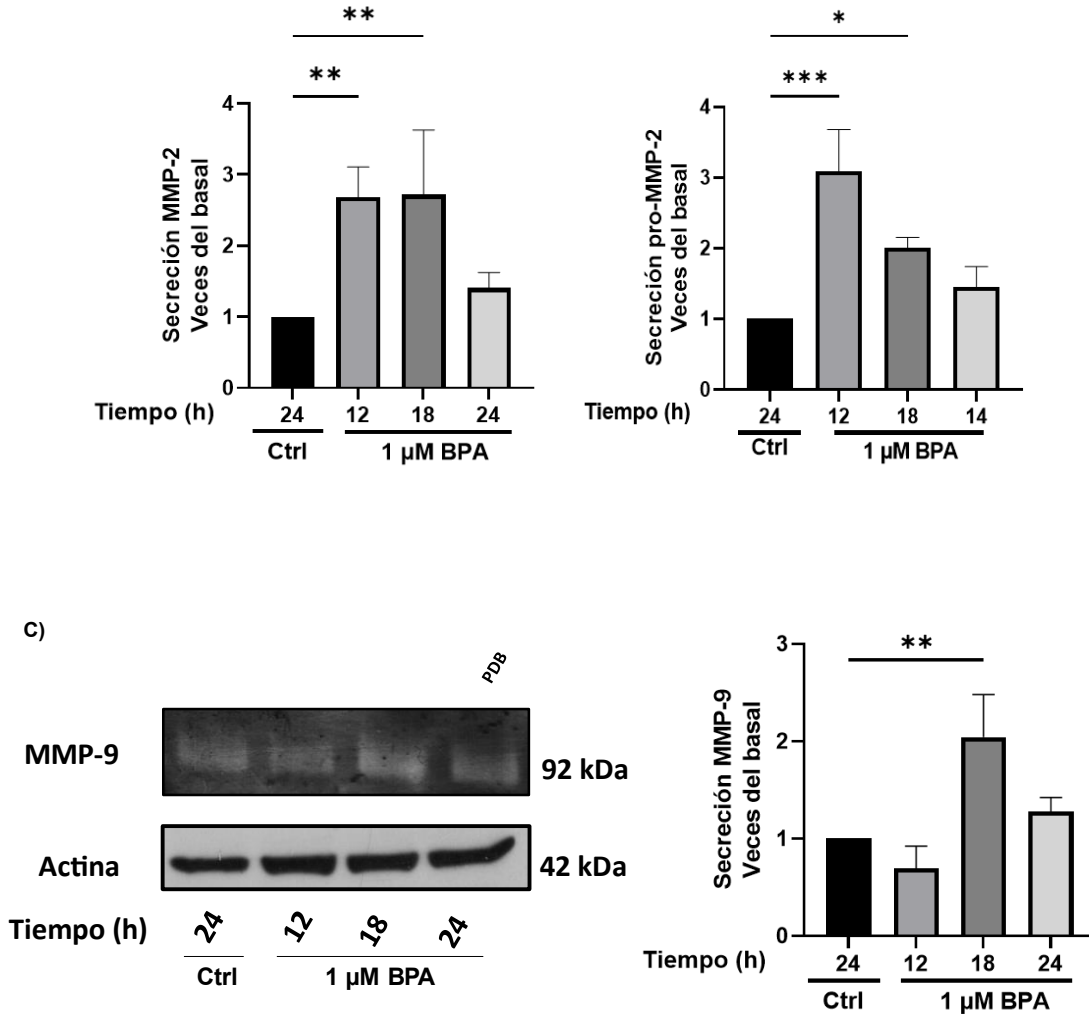 **
**
4
3
2
1
0
Secreción MMP-2
Veces del basal
Tiempo (h)
24 12 18 24
Ctrl 1 µM BPA
*
***
4
3
2
1
0
Secreción pro-MMP-2
Veces del basal
24 12 18 14
Ctrl 1 µM BPA
C)
PDB
MMP-9
92 kDa
Actina
42 kDa
Tiempo (h) 24 12 18 24
Ctrl 1 µM BPA
**
3
2
1
0
Secreción MMP-9
Veces del basal
Tiempo (h)
24 12 18 24
Ctrl 1 µM BPA